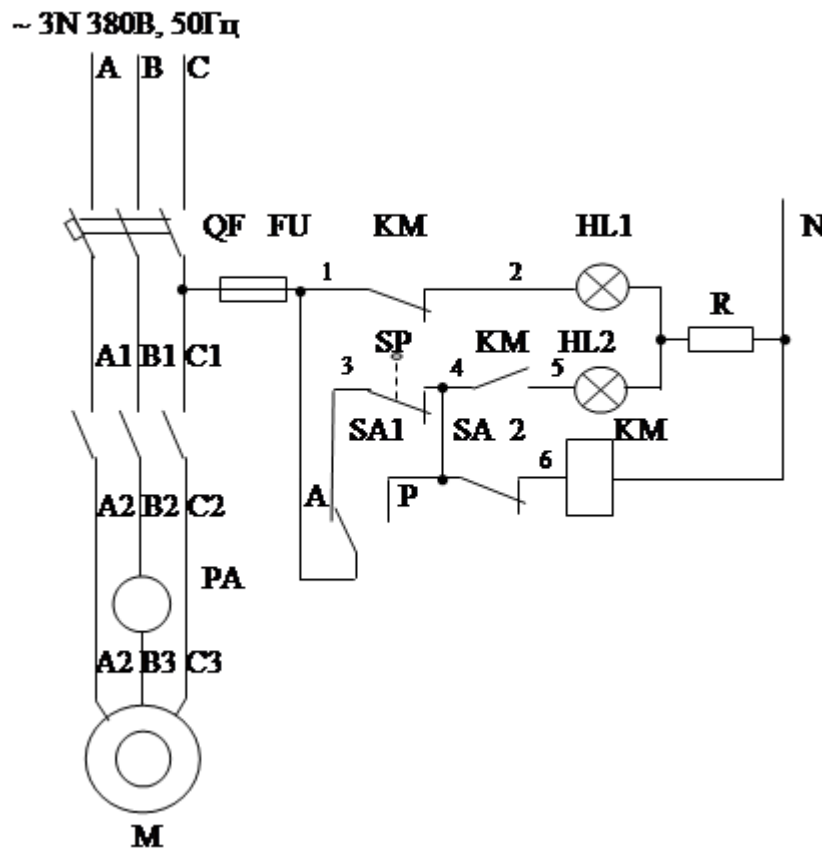 ~ 3N 380В, 50Гц
A B C
QF FU KM HL1 N
1 2
R
A1 B1 C1
SP KM HL2
3 4 5
SA1 SA 2 KM
6
A P
A2 B2 C2
PA
A2 B3 C3
M